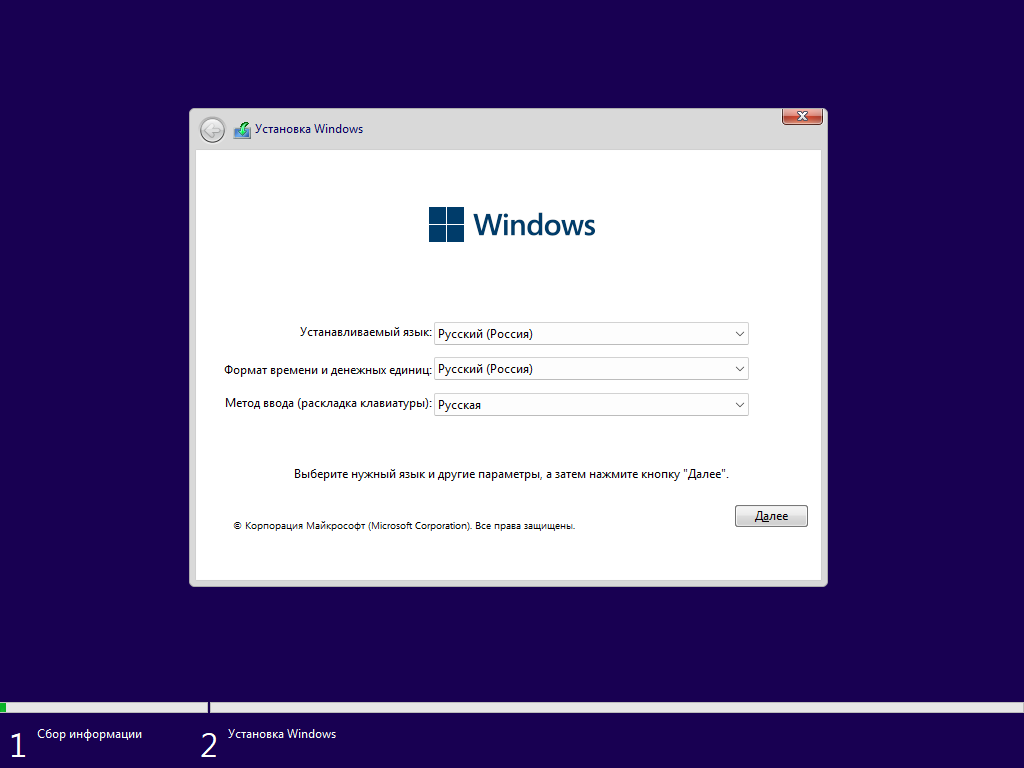 Установка Windows
Windows
Устанавливаемый язык: Русский (Россия)
Формат времени и денежных единиц: Русский (Россия)
Метод ввода (раскладка клавиатуры): Русская
Выберите нужный язык и другие параметры, а затем нажмите кнопку "Далее".
Далее
© Корпорация Майкрософт (Microsoft Corporation). Все права защищены.
1 Сбор информации
2 Установка Windows